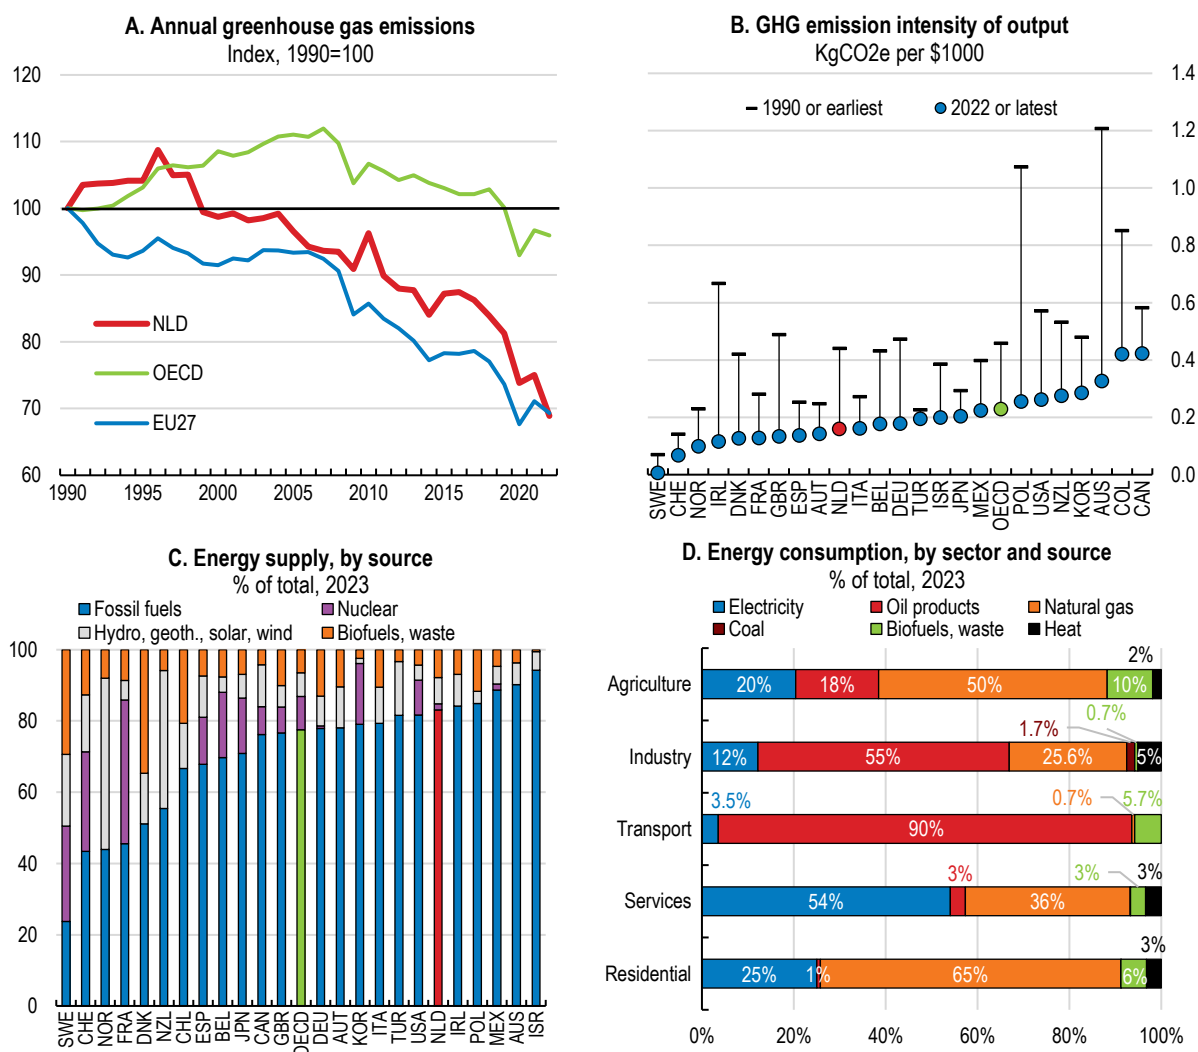 A. Annual greenhouse gas emissions
Index, 1990=100
120
110
100
90
80
70
60
NLD
OECD
EU27
1990 1995 2000 2005 2010 2015 2020
B. GHG emission intensity of output
KgCO2e per $1000
1990 or earliest 2022 or latest
1.4
1.2
1.0
0.8
0.6
0.4
0.2
0.0
SWE CHE NOR IRL DNK FRA GBR ESP AUT NLD ITA BEL DEU TUR ISR JPN MEX OECD POL USA NZL KOR AUS COL CAN
C. Energy supply, by source
% of total, 2023
Fossil fuels Nuclear
Hydro, geoth., solar, wind Biofuels, waste
100
80
60
40
20
0
SWE CHE NOR FRA DNK NZL CHL ESP BEL JPN CAN GBR OECD DEU AUT KOR ITA TUR USA NLD IRL POL MEX AUS ISR
D. Energy consumption, by sector and source
% of total, 2023
Electricity Oil products Natural gas
Coal Biofuels, waste Heat
2%
Agriculture 20% 18% 50% 10%
0.7%
1.7%
Industry 12% 55% 25.6% 5%
3.5% 0.7% 5.7%
Transport 90%
3% 3% 3%
Services 54% 36%
3%
Residential 25% 1% 65% 6%
0% 20% 40% 60% 80% 100%